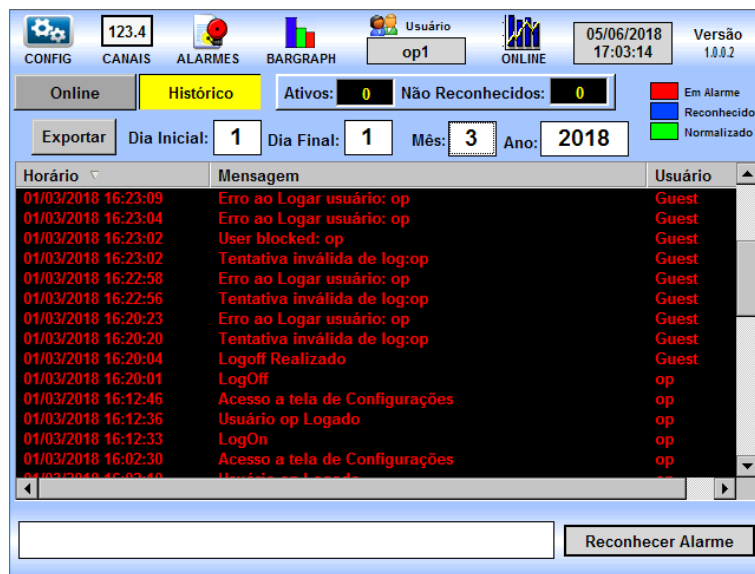 123.4 Usuário 05/06/2018 Versão
CONFIG CANAIS ALARMES BARGRAPH op1 ONLINE 17:03:14 1.0.0.2
Online Histórico Ativos: 0 Não Reconhecidos: 0 Em Alarme
Reconhecido
Exportar Dia Inicial: 1 Dia Final: 1 Mês: 3 Ano: 2018 Normalizado
Horário Mensagem Usuário
01/03/2018 16:23:09 Erro ao Logar usuário: op Guest
01/03/2018 16:23:04 Erro ao Logar usuário: op Guest
01/03/2018 16:23:02 User blocked: op Guest
01/03/2018 16:23:02 Tentativa inválida de log:op Guest
01/03/2018 16:22:58 Erro ao Logar usuário: op Guest
01/03/2018 16:22:56 Tentativa inválida de log:op Guest
01/03/2018 16:20:23 Erro ao Logar usuário: op Guest
01/03/2018 16:20:20 Tentativa inválida de log:op Guest
01/03/2018 16:20:04 Logoff Realizado Guest
01/03/2018 16:20:01 LogOff op
01/03/2018 16:12:46 Acesso a tela de Configurações op
01/03/2018 16:12:36 Usuário op Logado op
01/03/2018 16:12:33 LogOn op
01/03/2018 16:02:30 Acesso a tela de Configurações op
Reconhecer Alarme